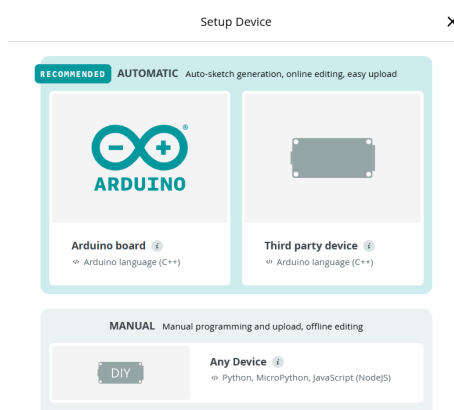 Setup Device
RECOMMENDED AUTOMATIC Auto-sketch generation, online editing, easy upload
ARDUINO
Arduino board
</> Arduino language (C++)
Third party device
</> Arduino language (C++)
MANUAL Manual programming and upload, offline editing
DIY
Any Device
</> Python, MicroPython, JavaScript (NodeJS)